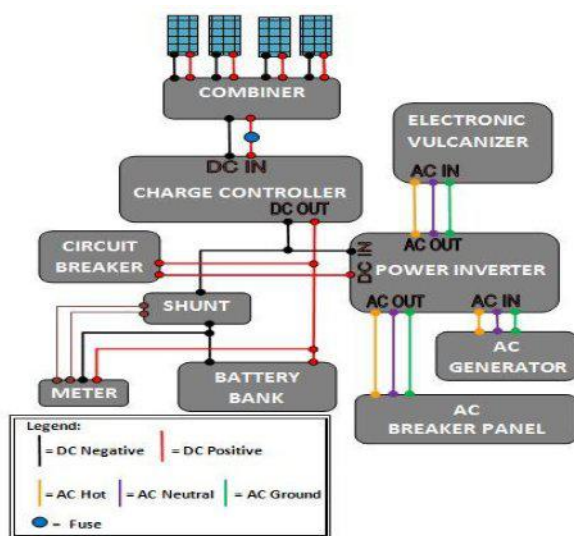 COMBINER
ELECTRONIC
VULCANIZER
AC IN
DC IN
CHARGE CONTROLLER
DC OUT
AC OUT
CIRCUIT
BREAKER
DC IN
POWER INVERTER
SHUNT
AC OUT
AC IN
AC
GENERATOR
METER
BATTERY
BANK
AC
BREAKER PANEL
Legend:
= DC Negative = DC Positive
= AC Hot = AC Neutral = AC Ground
= Fuse